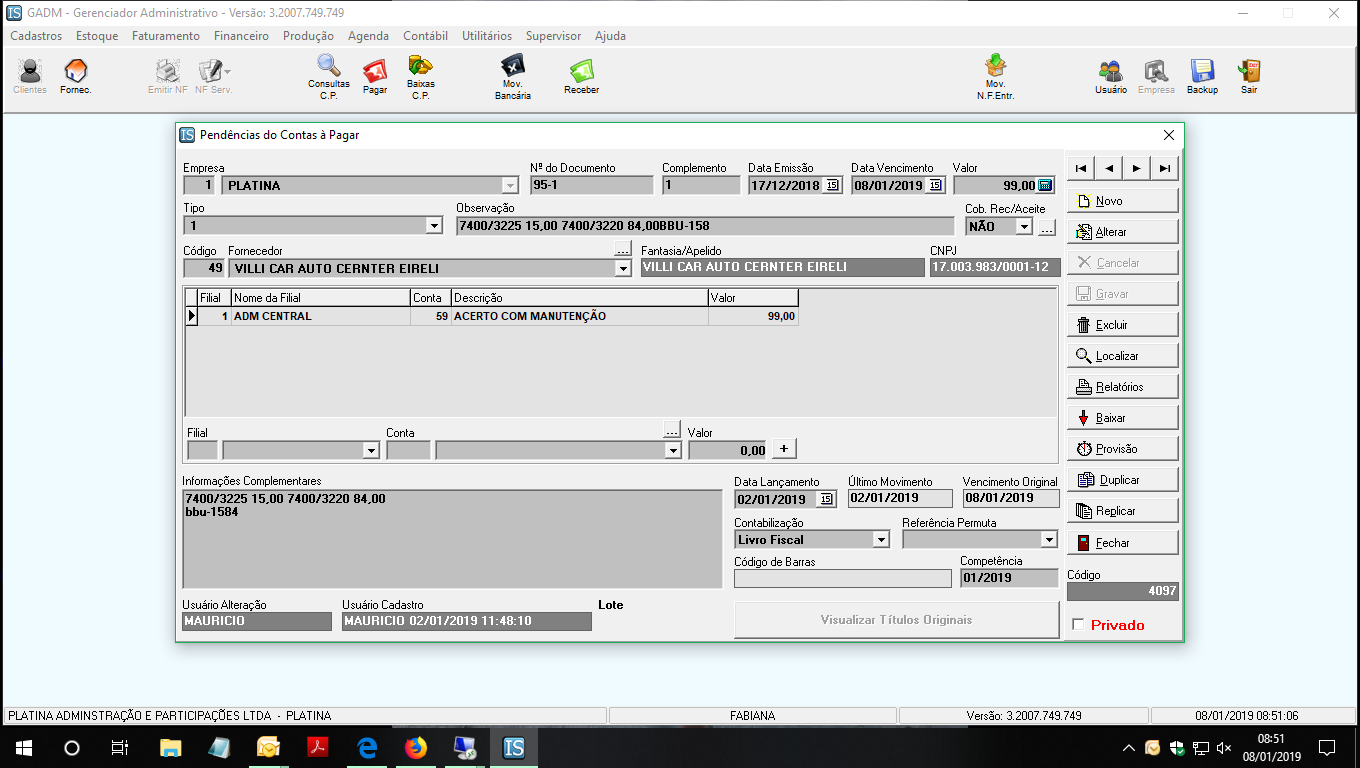 GADM - Gerenciador Administrativo - Versão: 3.2007.749.749
Cadastros Estoque Faturamento Financeiro Produção Agenda Contábil Utilitários Supervisor Ajuda
Clientes Fornec. Emitir NF NF Serv. Consultas C.P. Pagar Baixas C.P. Mov. Bancária Receber Mov. N.F.Entr. Usuário Empresa Backup Sair
Pendências do Contas à Pagar
Empresa Nº do Documento Complemento Data Emissão Data Vencimento Valor
1 PLATINA 95-1 1 17/12/2018 15 08/01/2019 15 99,00
Tipo Observação Cob. Rec/Aceite
1 7400/3225 15,00 7400/3220 84,00BBU-158 NÃO ...
Código Fornecedor ... Fantasia/Apelido CNPJ
49 VILLI CAR AUTO CERNTER EIRELI VILLI CAR AUTO CERNTER EIRELI 17.003.983/0001-12
Filial Nome da Filial Conta Descrição Valor
1 ADM CENTRAL 59 ACERTO COM MANUTENÇÃO 99,00
Filial Conta ... Valor
0,00 +
Informações Complementares
7400/3225 15,00 7400/3220 84,00
bbu-1584
Data Lançamento Último Movimento Vencimento Original
02/01/2019 15 02/01/2019 08/01/2019
Contabilização Referência Permuta
Livro Fiscal
Código de Barras Competência
01/2019
Usuário Alteração Usuário Cadastro Lote
MAURICIO MAURICIO 02/01/2019 11:48:10
Visualizar Títulos Originais
Novo
Alterar
Cancelar
Gravar
Excluir
Localizar
Relatórios
Baixar
Provisão
Duplicar
Replicar
Fechar
Código
4097
Privado
PLATINA ADMINSTRAÇÃO E PARTICIPAÇÕES LTDA - PLATINA FABIANA Versão: 3.2007.749.749 08/01/2019 08:51:06
IS
08:51
08/01/2019